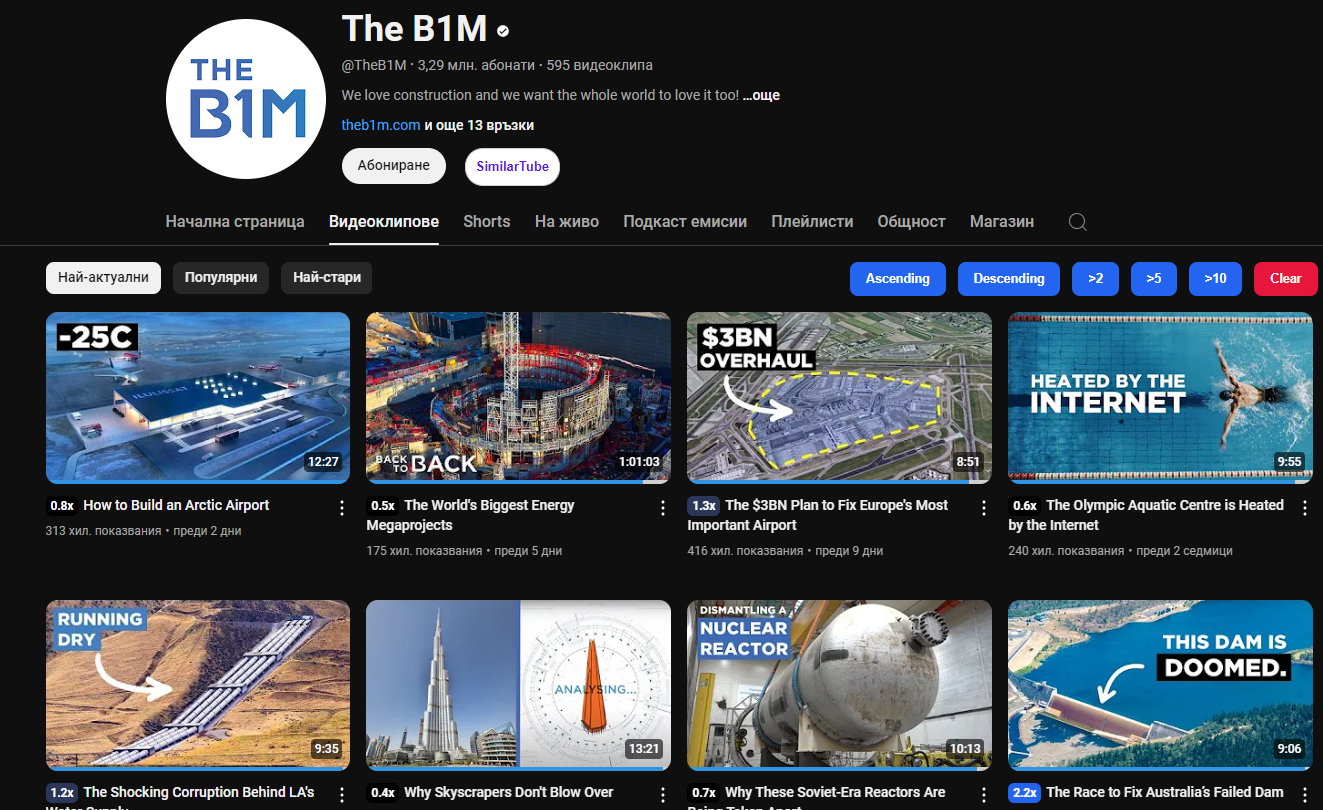 THE
B1M
The B1M
@TheB1M · 3,29 млн. абонати · 595 видеоклипа
We love construction and we want the whole world to love it too! ...още
theb1m.com и още 13 връзки
Абониране
SimilarTube
Начална страница Видеоклипове Shorts На живо Подкаст емисии Плейлисти Общност Магазин
Най-актуални Популярни Най-стари
Ascending Descending >2 >5 >10 Clear
-25C
ILULISSAT
12:27
BACK
TO BACK
1:01:03
$3BN
OVERHAUL
8:51
HEATED BY THE
INTERNET
9:55
0.8x How to Build an Arctic Airport
313 хил. показвания • преди 2 дни
0.5x The World's Biggest Energy
Megaprojects
175 хил. показвания • преди 5 дни
1.3x The $3BN Plan to Fix Europe's Most
Important Airport
416 хил. показвания • преди 9 дни
0.6x The Olympic Aquatic Centre is Heated
by the Internet
240 хил. показвания • преди 2 седмици
RUNNING
DRY
9:35
ANALYSING...
13:21
DISMANTLING A
NUCLEAR
REACTOR
10:13
THIS DAM IS
DOOMED.
9:06
1.2x The Shocking Corruption Behind LA's
Water Supply
0.4x Why Skyscrapers Don't Blow Over
0.7x Why These Soviet-Era Reactors Are
Being Taken Apart
2.2x The Race to Fix Australia's Failed Dam